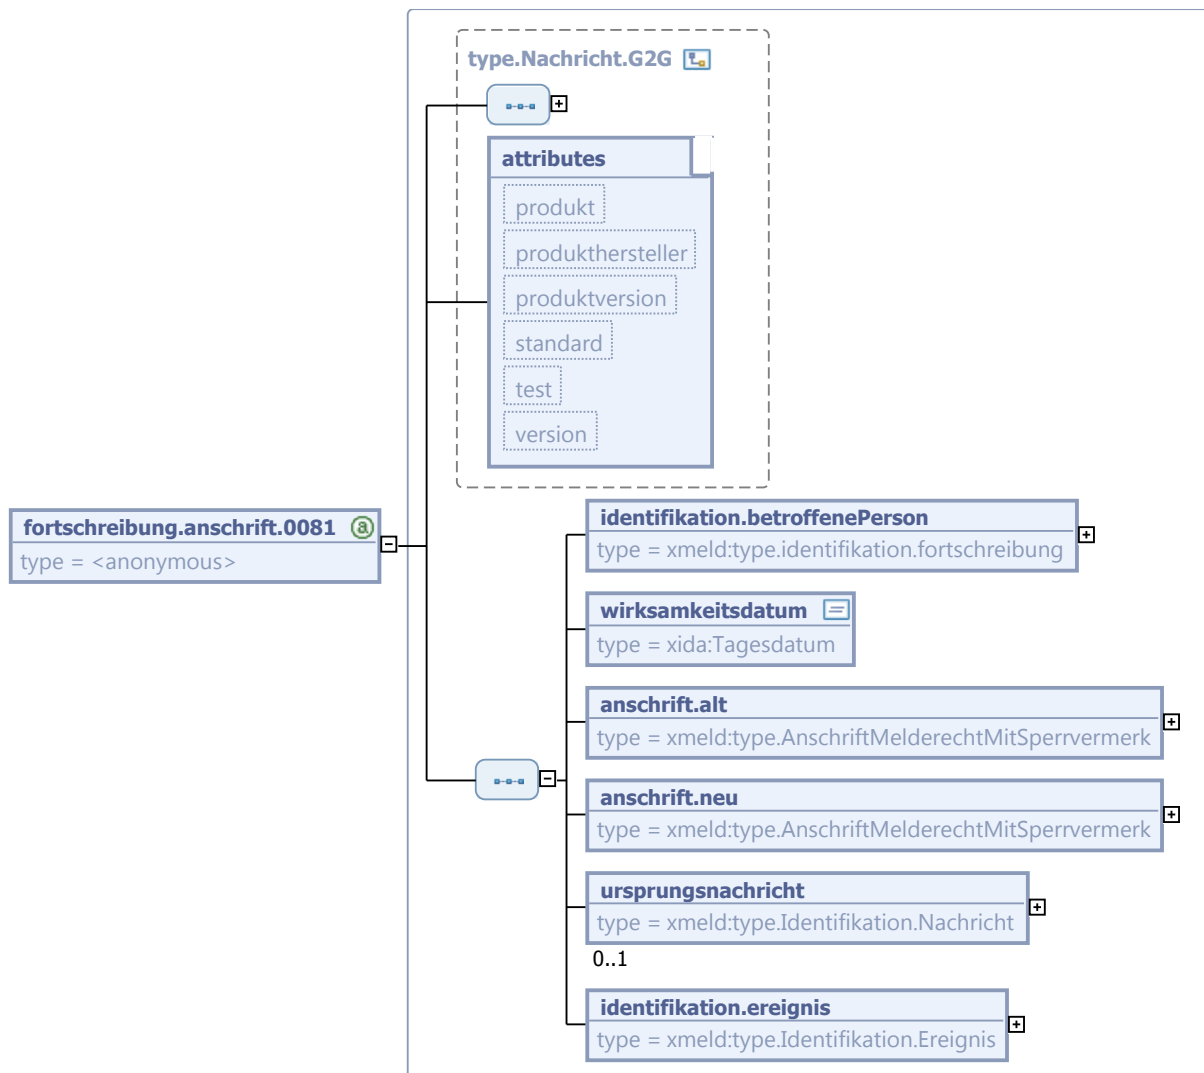 type.Nachricht.G2G
attributes
produkt
produkthersteller
produktversion
standard
test
version
fortschreibung.anschrift.0081
type = <anonymous>
identifikation.betroffenePerson
type = xmeld:type.identifikation.fortschreibung
wirksamkeitsdatum
type = xida:Tagesdatum
anschrift.alt
type = xmeld:type.AnschriftMelderechtMitSperrvermerk
anschrift.neu
type = xmeld:type.AnschriftMelderechtMitSperrvermerk
ursprungsnachricht
type = xmeld:type.Identifikation.Nachricht
0..1
identifikation.ereignis
type = xmeld:type.Identifikation.Ereignis